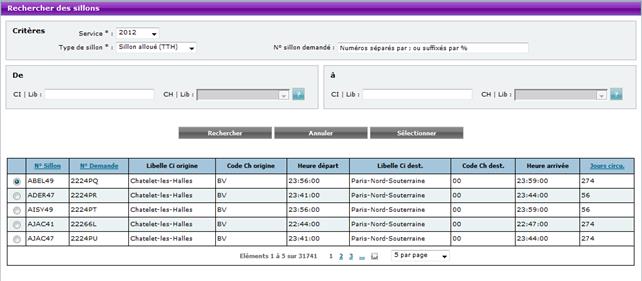 Rechercher des sillons
Critères
Service * : 2012
Type de sillon * : Sillon alloué (TTH) N° sillon demandé : Numéros séparés par ; ou suffixés par %
De à
CI | Lib : CH | Lib : ? CI | Lib : CH | Lib : ?
Rechercher Annuler Sélectionner
N° Sillon N° Demande Libelle Ci origine Code Ch origine Heure départ Libelle Ci dest. Code Ch dest. Heure arrivée Jours circu.
ABEL49 2224PQ Chatelet-les-Halles BV 23:56:00 Paris-Nord-Souterraine 00 23:59:00 274
ADER47 2224PR Chatelet-les-Halles BV 23:41:00 Paris-Nord-Souterraine 00 23:44:00 56
AISY49 2224PT Chatelet-les-Halles BV 23:56:00 Paris-Nord-Souterraine 00 23:59:00 56
AJAC41 22266L Chatelet-les-Halles BV 22:44:00 Paris-Nord-Souterraine 00 22:47:00 274
AJAC47 2224PU Chatelet-les-Halles BV 23:41:00 Paris-Nord-Souterraine 00 23:44:00 274
Eléments 1 à 5 sur 31741 1 2 3 ... 5 par page